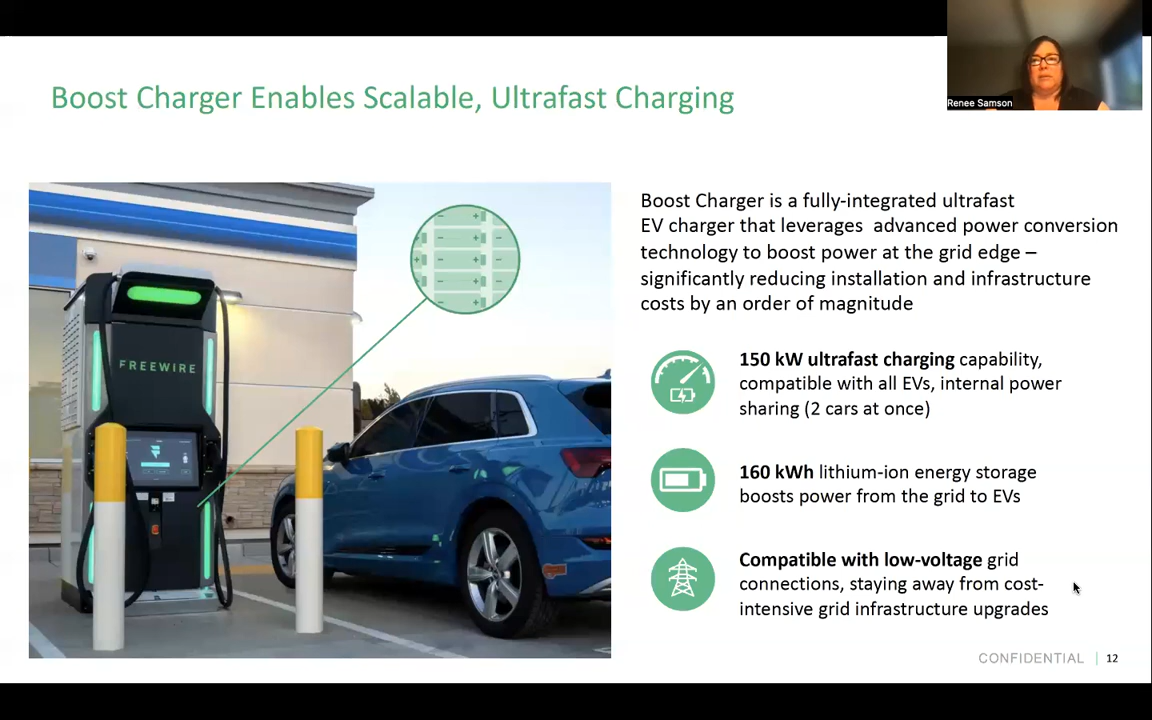 Boost Charger Enables Scalable, Ultrafast Charging
Renee Samson
FREEWIRE
Boost Charger is a fully-integrated ultrafast
EV charger that leverages advanced power conversion
technology to boost power at the grid edge –
significantly reducing installation and infrastructure
costs by an order of magnitude
150 kW ultrafast charging capability,
compatible with all EVs, internal power
sharing (2 cars at once)
160 kWh lithium-ion energy storage
boosts power from the grid to EVs
Compatible with low-voltage grid
connections, staying away from cost-
intensive grid infrastructure upgrades
CONFIDENTIAL | 12